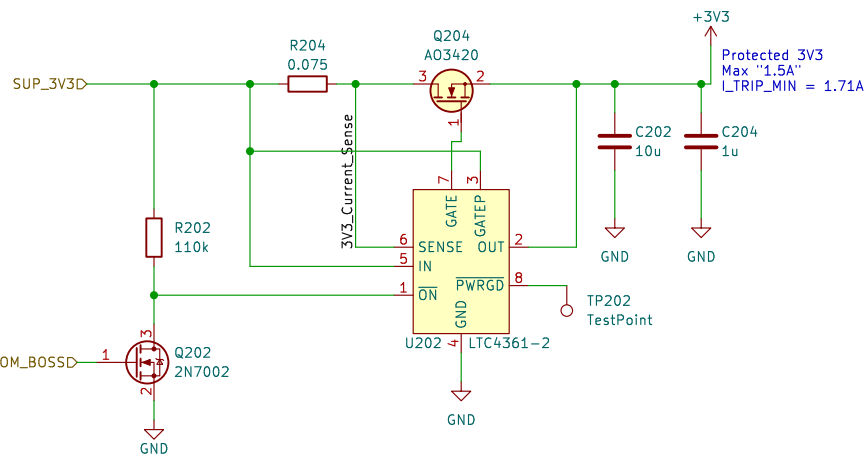 +3V3
Q204
AO3420
R204
0.075
Protected 3V3
Max "1.5A"
I_TRIP_MIN = 1.71A
SUP_3V3
3
2
1
3V3_Current_Sense
C202
10u
C204
1u
7
3
GATE
GATEP
R202
110k
6
SENSE
OUT
2
5
IN
GND
GND
1
ON
PWRGD
8
GND
TP202
TestPoint
U202
4
LTC4361-2
3
OM_BOSS
1
Q202
2N7002
2
GND
GND